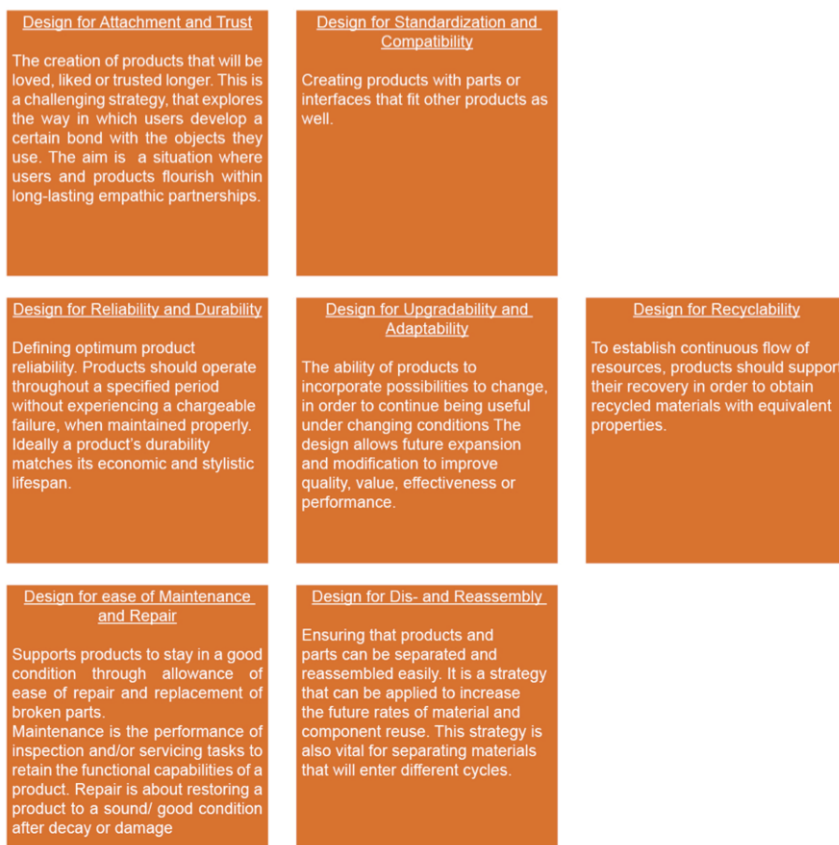 Design for Attachment and Trust
The creation of products that will be
loved, liked or trusted longer. This is
a challenging strategy, that explores
the way in which users develop a
certain bond with the objects they
use. The aim is a situation where
users and products flourish within
long-lasting empathic partnerships.
Design for Standardization and
Compatibility
Creating products with parts or
interfaces that fit other products as
well.
Design for Reliability and Durability
Defining optimum product
reliability. Products should operate
throughout a specified period
without experiencing a chargeable
failure, when maintained properly.
Ideally a product's durability
matches its economic and stylistic
lifespan.
Design for Upgradability and
Adaptability
The ability of products to
incorporate possibilities to change,
in order to continue being useful
under changing conditions The
design allows future expansion
and modification to improve
quality, value, effectiveness or
performance.
Design for Recyclability
To establish continuous flow of
resources, products should support
their recovery in order to obtain
recycled materials with equivalent
properties.
Design for ease of Maintenance
and Repair
Supports products to stay in a good
condition through allowance of
ease of repair and replacement of
broken parts.
Maintenance is the performance of
inspection and/or servicing tasks to
retain the functional capabilities of a
product. Repair is about restoring a
product to a sound/ good condition
after decay or damage
Design for Dis- and Reassembly
Ensuring that products and
parts can be separated and
reassembled easily. It is a strategy
that can be applied to increase
the future rates of material and
component reuse. This strategy is
also vital for separating materials
that will enter different cycles.